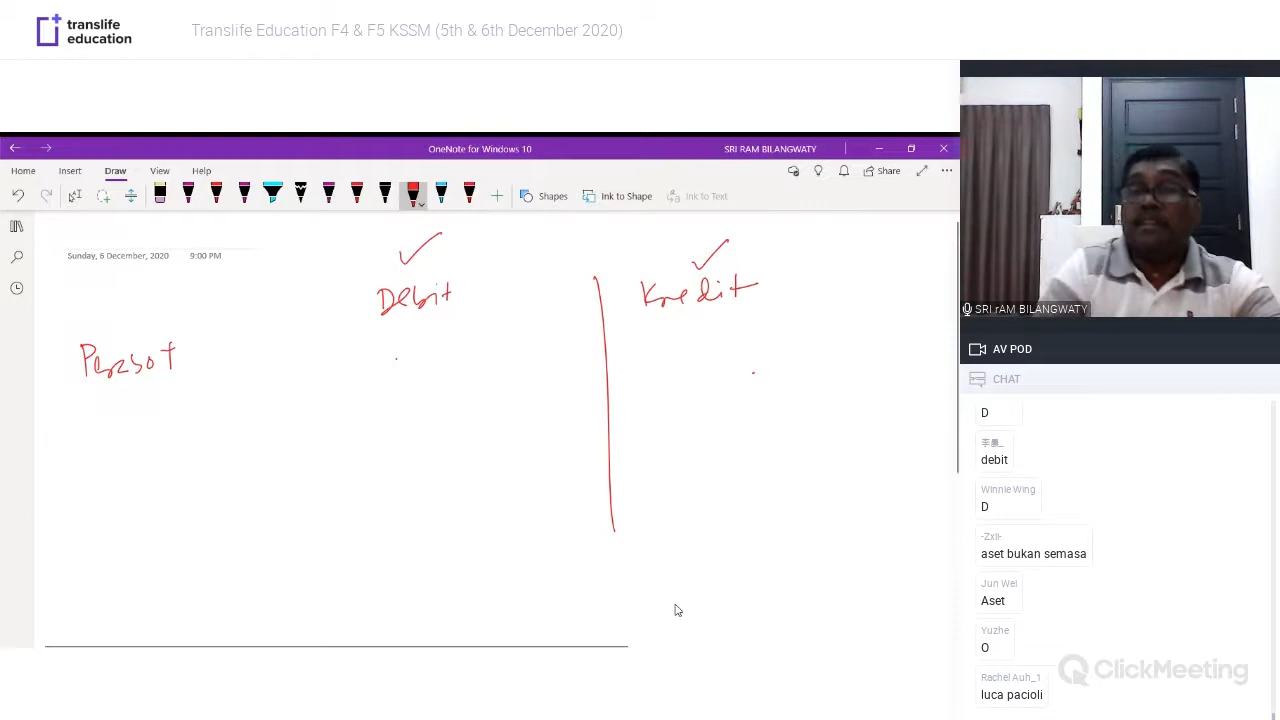 translife
education
Translife Education F4 & F5 KSSM (5th & 6th December 2020)
OneNote for Windows 10
SRI RAM BILANGWATY
Home Insert Draw View Help
Share
Shapes
Ink to Shape
Ink to Text
Sunday, 6 December, 2020 9:00 PM
Debit
Kredit
SRI rAM BILANGWATY
AV POD
CHAT
D
debit
Winnie Wing
D
-Zxii-
aset bukan semasa
Jun Wei
Aset
Yuzhe
O
Rachel Auh_1
luca pacioli
ClickMeeting